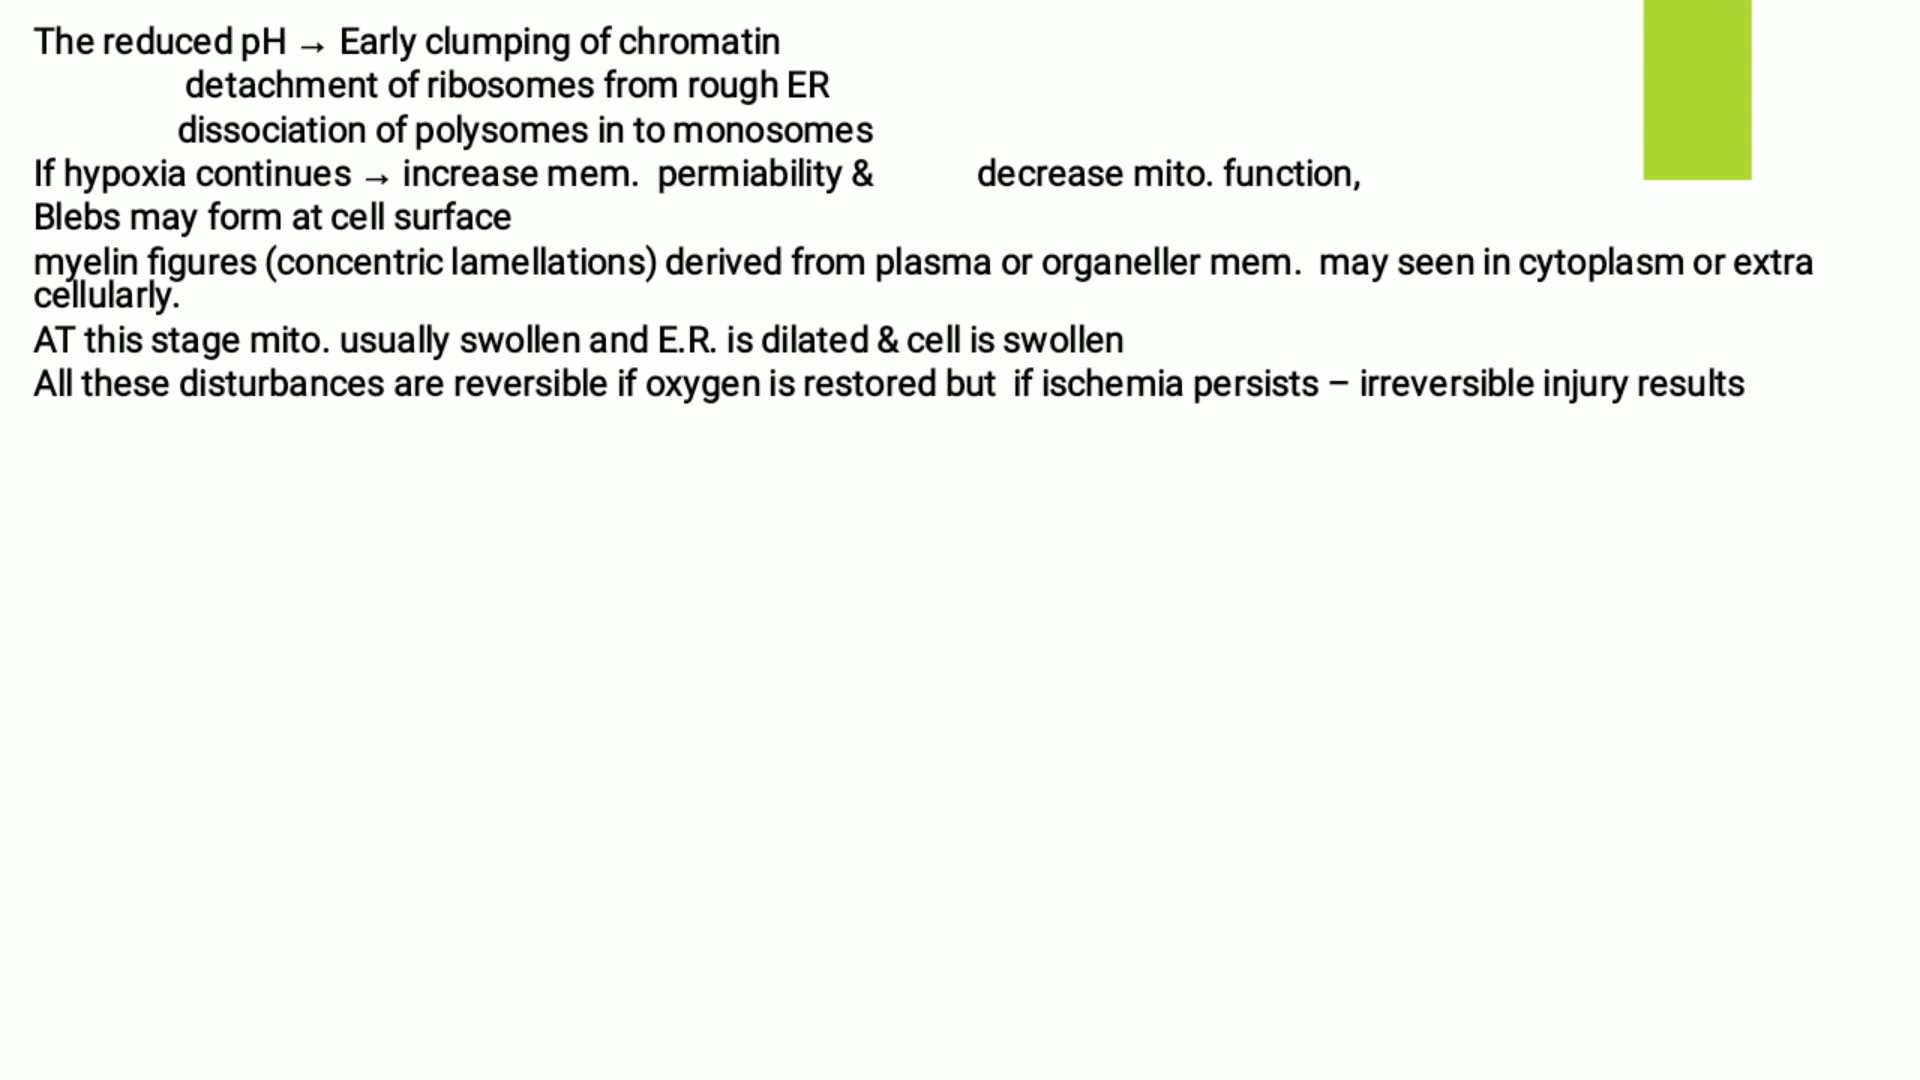 The reduced pH → Early clumping of chromatin
detachment of ribosomes from rough ER
dissociation of polysomes in to monosomes
If hypoxia continues → increase mem.  permiability &            decrease mito. function,
Blebs may form at cell surface
myelin figures (concentric lamellations) derived from plasma or organeller mem.  may seen in cytoplasm or extra
cellularly.
AT this stage mito. usually swollen and E.R. is dilated & cell is swollen
All these disturbances are reversible if oxygen is restored but  if ischemia persists – irreversible injury results